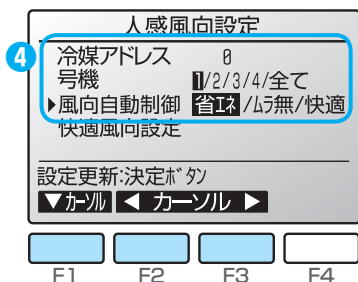 人感風向設定
4
冷媒アドレス 0
号機 1/2/3/4/全て
▶風向自動制御 省エネ/ムラ無/快適
快適風向設定
設定更新:決定ボタン
▼カーソル ◀ カーソル ▶
F1 F2 F3 F4